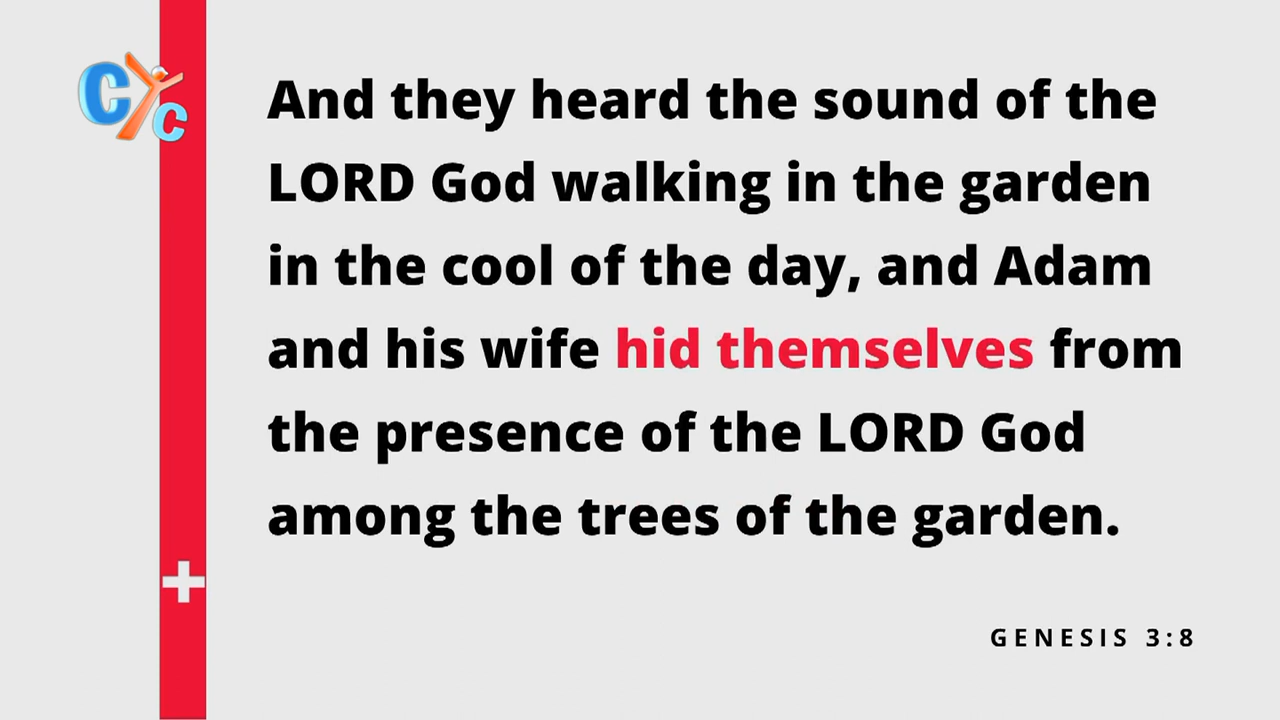 CYC
And they heard the sound of the
LORD God walking in the garden
in the cool of the day, and Adam
and his wife hid themselves from
the presence of the LORD God
among the trees of the garden.
GENESIS 3:8